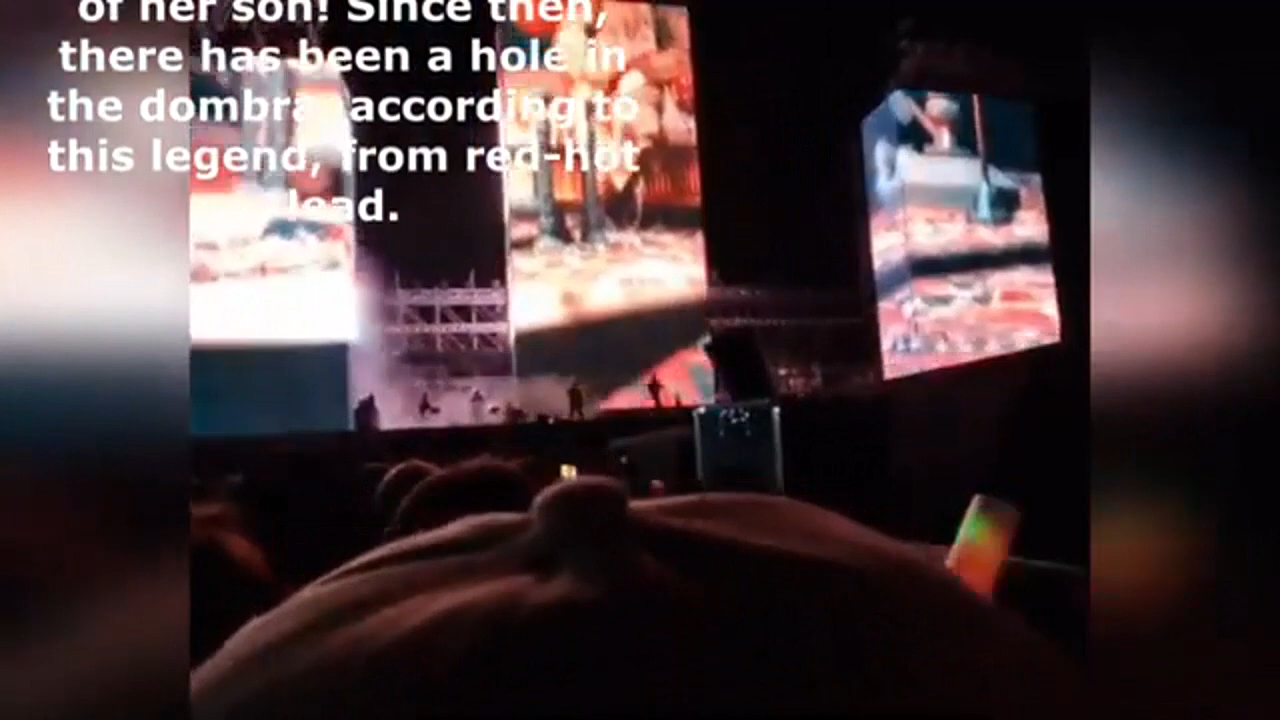 of her son! Since then,
there has been a hole in
the dombra, according to
this legend, from red-hot
lead.